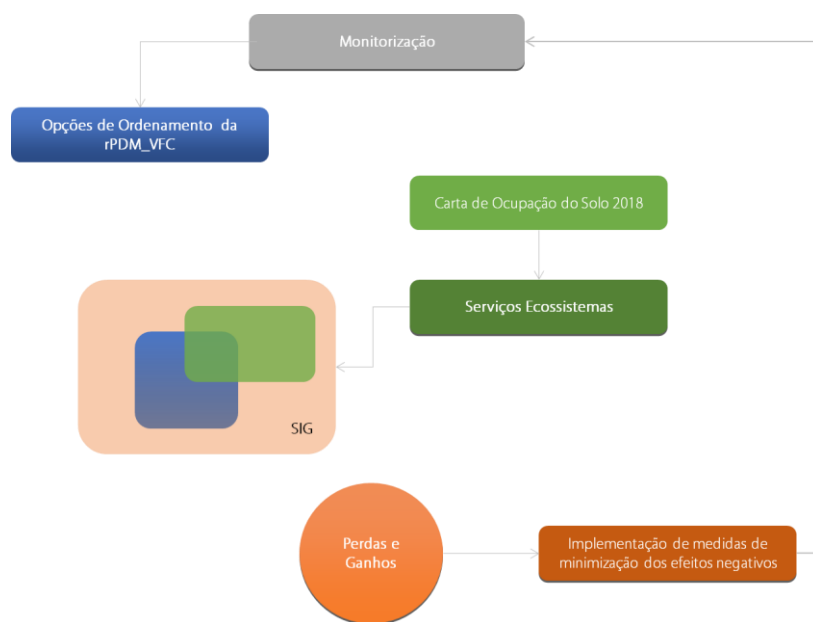 Monitorização
Opções de Ordenamento da
rPDM_VFC
Carta de Ocupação do Solo 2018
Serviços Ecossistemas
SIG
Perdas e
Ganhos
Implementação de medidas de
minimização dos efeitos negativos